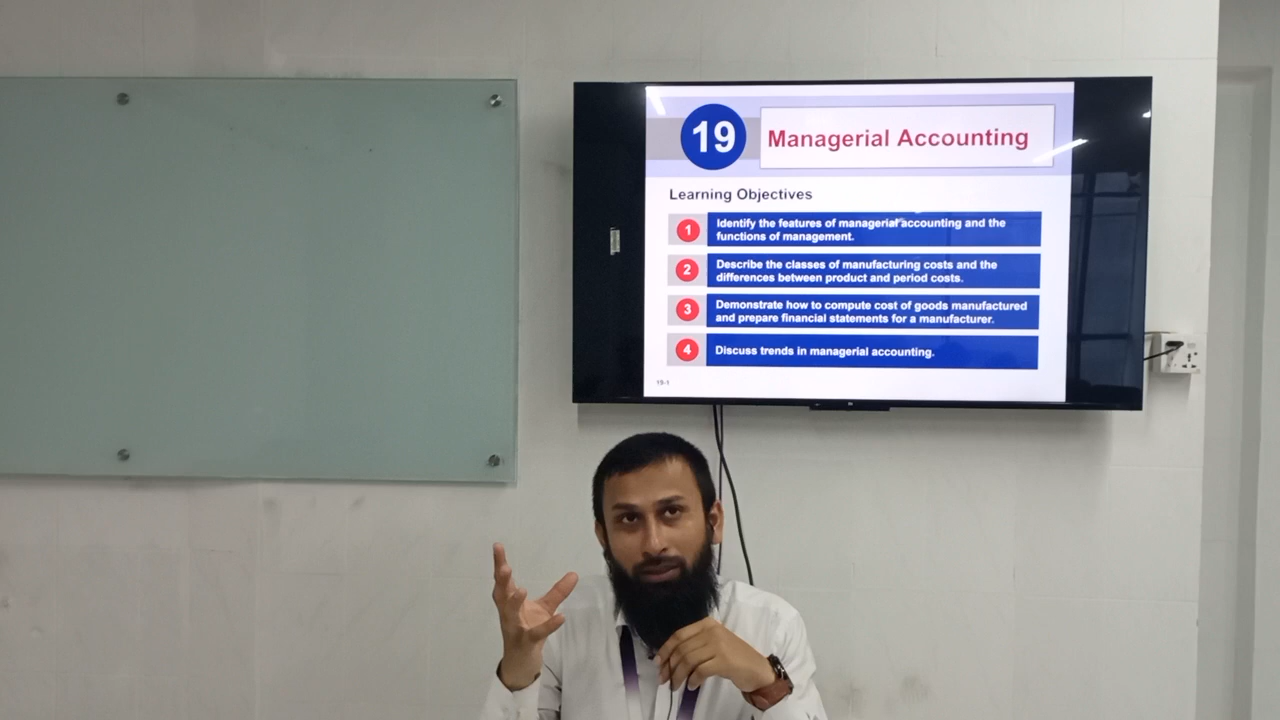 19
Managerial Accounting
Learning Objectives
1
Identify the features of managerial accounting and the
functions of management.
2
Describe the classes of manufacturing costs and the
differences between product and period costs.
3
Demonstrate how to compute cost of goods manufactured
and prepare financial statements for a manufacturer.
4
Discuss trends in managerial accounting.
19-1